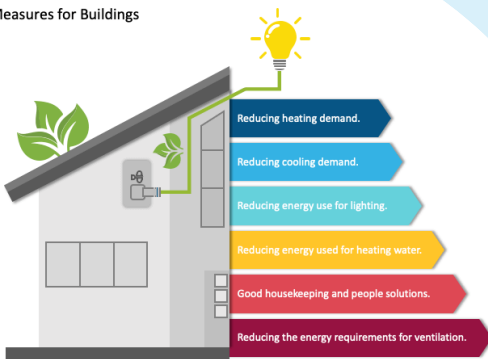 Measures for Buildings
Reducing heating demand.
Reducing cooling demand.
Reducing energy use for lighting.
Reducing energy used for heating water.
Good housekeeping and people solutions.
Reducing the energy requirements for ventilation.